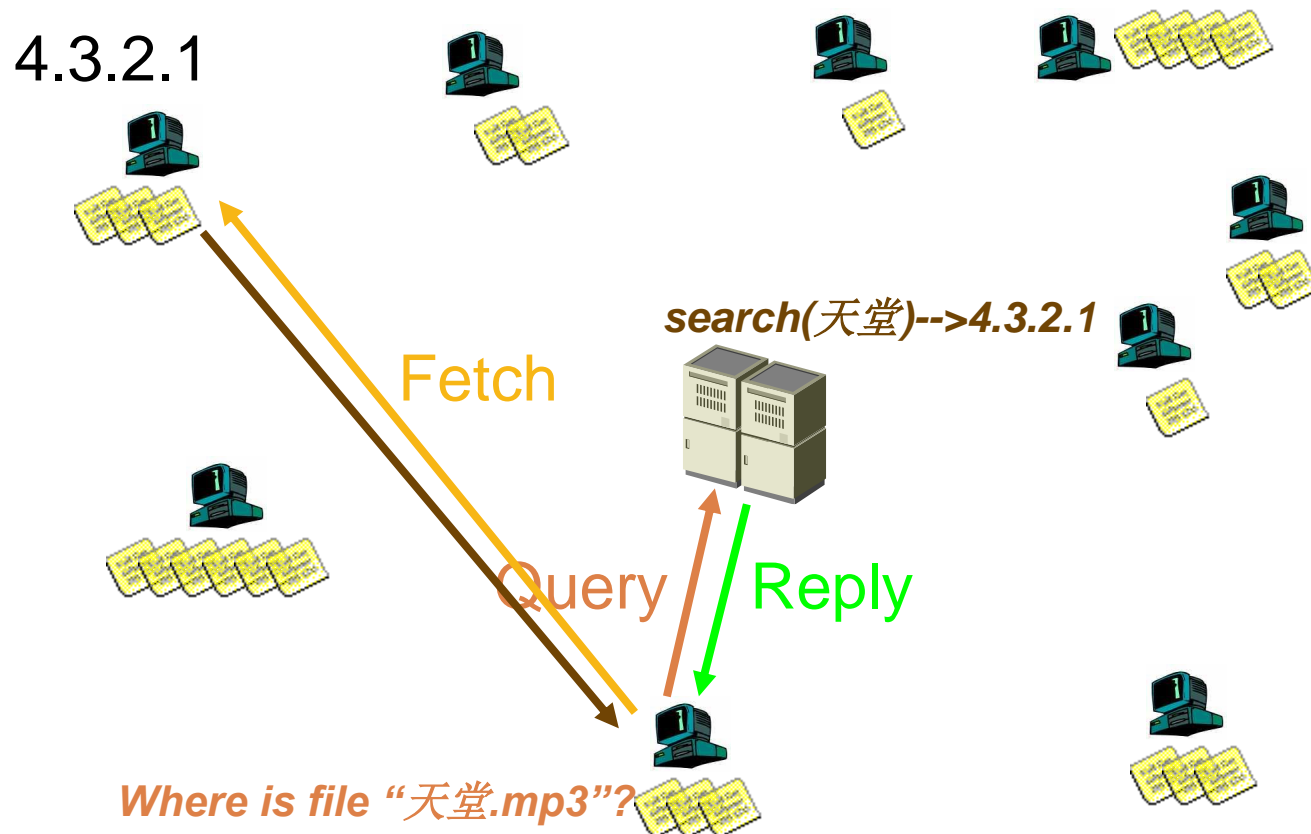 4.3.2.1
search(天堂)-->4.3.2.1
Fetch
Query
Reply
Where is file “天堂.mp3”?